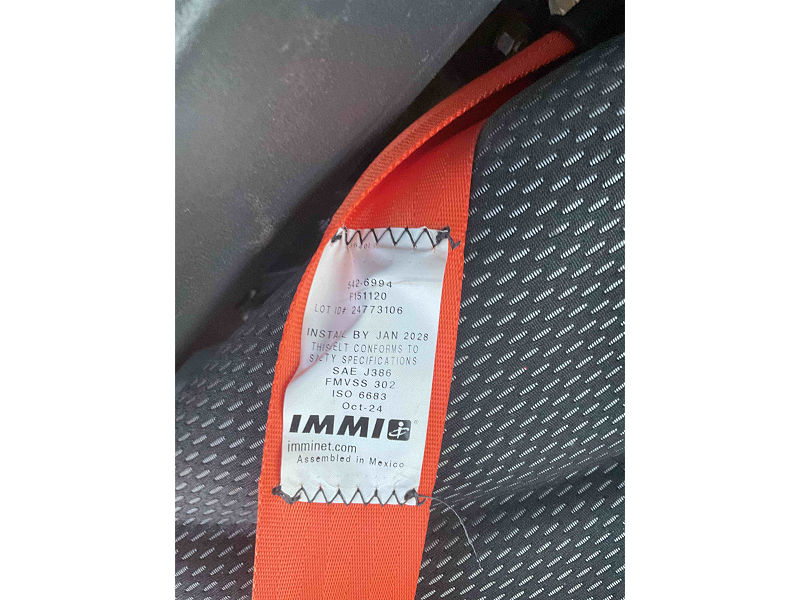 542-6994
F151120
LOT ID# 24773106
INSTALL BY JAN 2028
THIS BELT CONFORMS TO
SAFETY SPECIFICATIONS
SAE J386
FMVSS 302
ISO 6683
Oct-24
IMMI
imminet.com
Assembled in Mexico